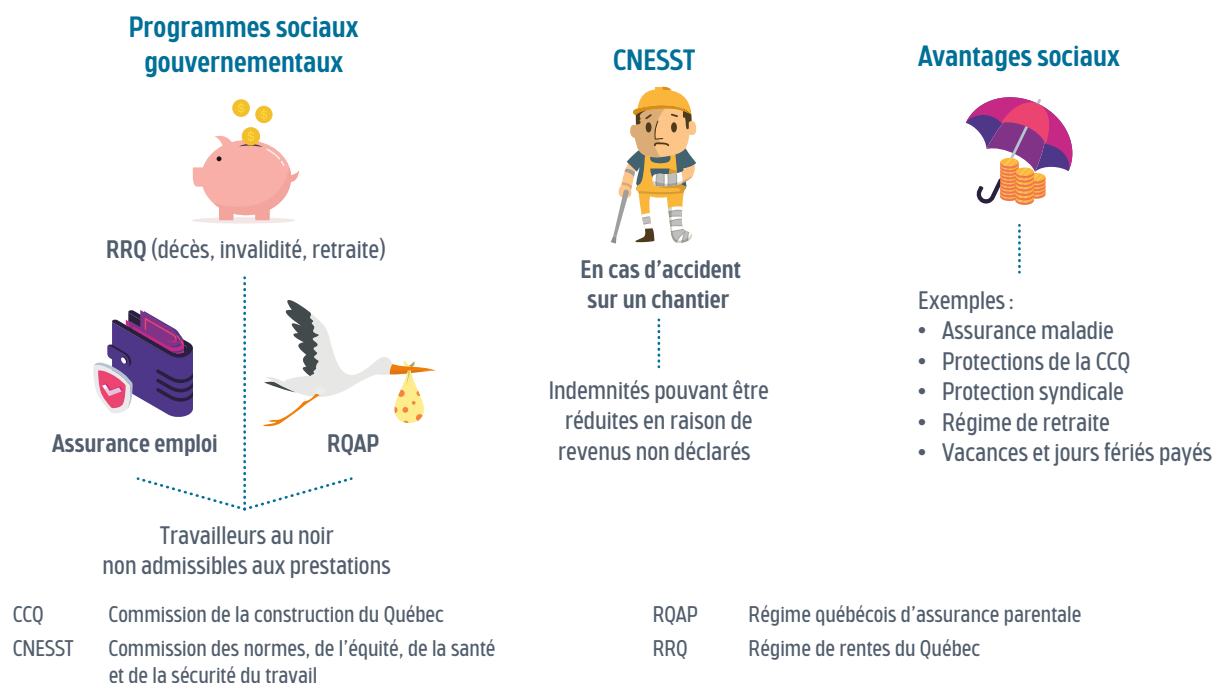 Programmes sociaux
gouvernementaux
RRQ (décès, invalidité, retraite)
Assurance emploi
RQAP
Travailleurs au noir
non admissibles aux prestations
CNESST
En cas d'accident
sur un chantier
Indemnités pouvant être
réduites en raison de
revenus non déclarés
Avantages sociaux
Exemples :
• Assurance maladie
• Protections de la CCQ
• Protection syndicale
• Régime de retraite
• Vacances et jours fériés payés
CCQ Commission de la construction du Québec
CNESST Commission des normes, de l'équité, de la santé
et de la sécurité du travail
RQAP Régime québécois d'assurance parentale
RRQ Régime de rentes du Québec